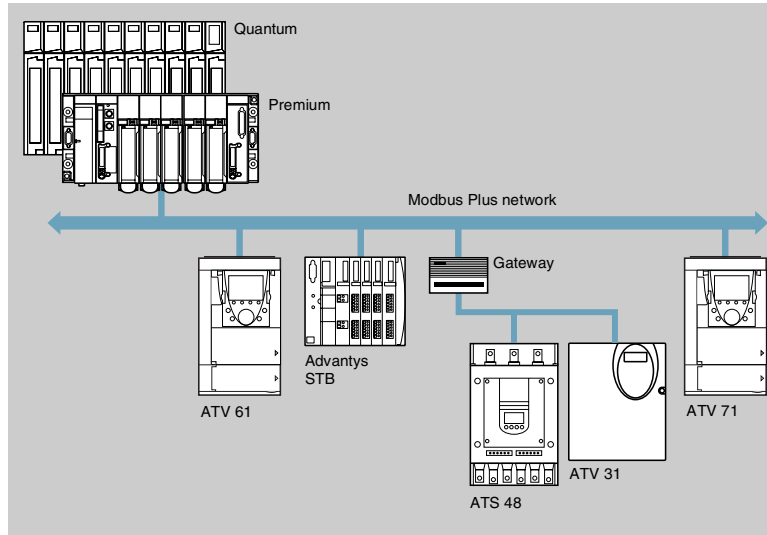 Quantum
Premium
Modbus Plus network
Gateway
Advantys
STB
ATV 61
ATV 71
ATV 31
ATS 48